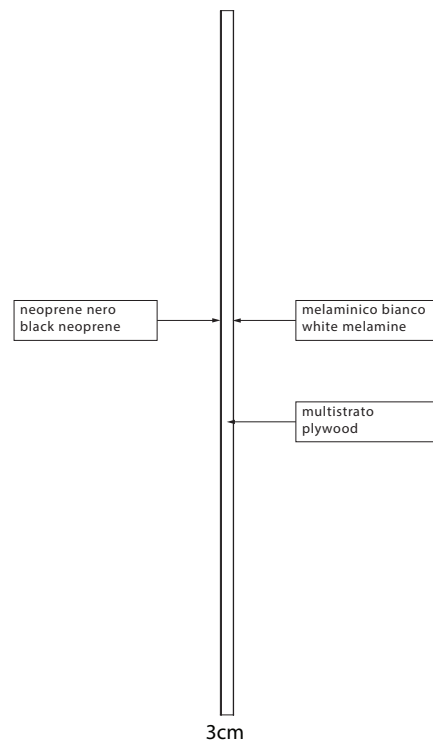 neoprene nero
black neoprene
melaminico bianco
white melamine
multistrato
plywood
3cm